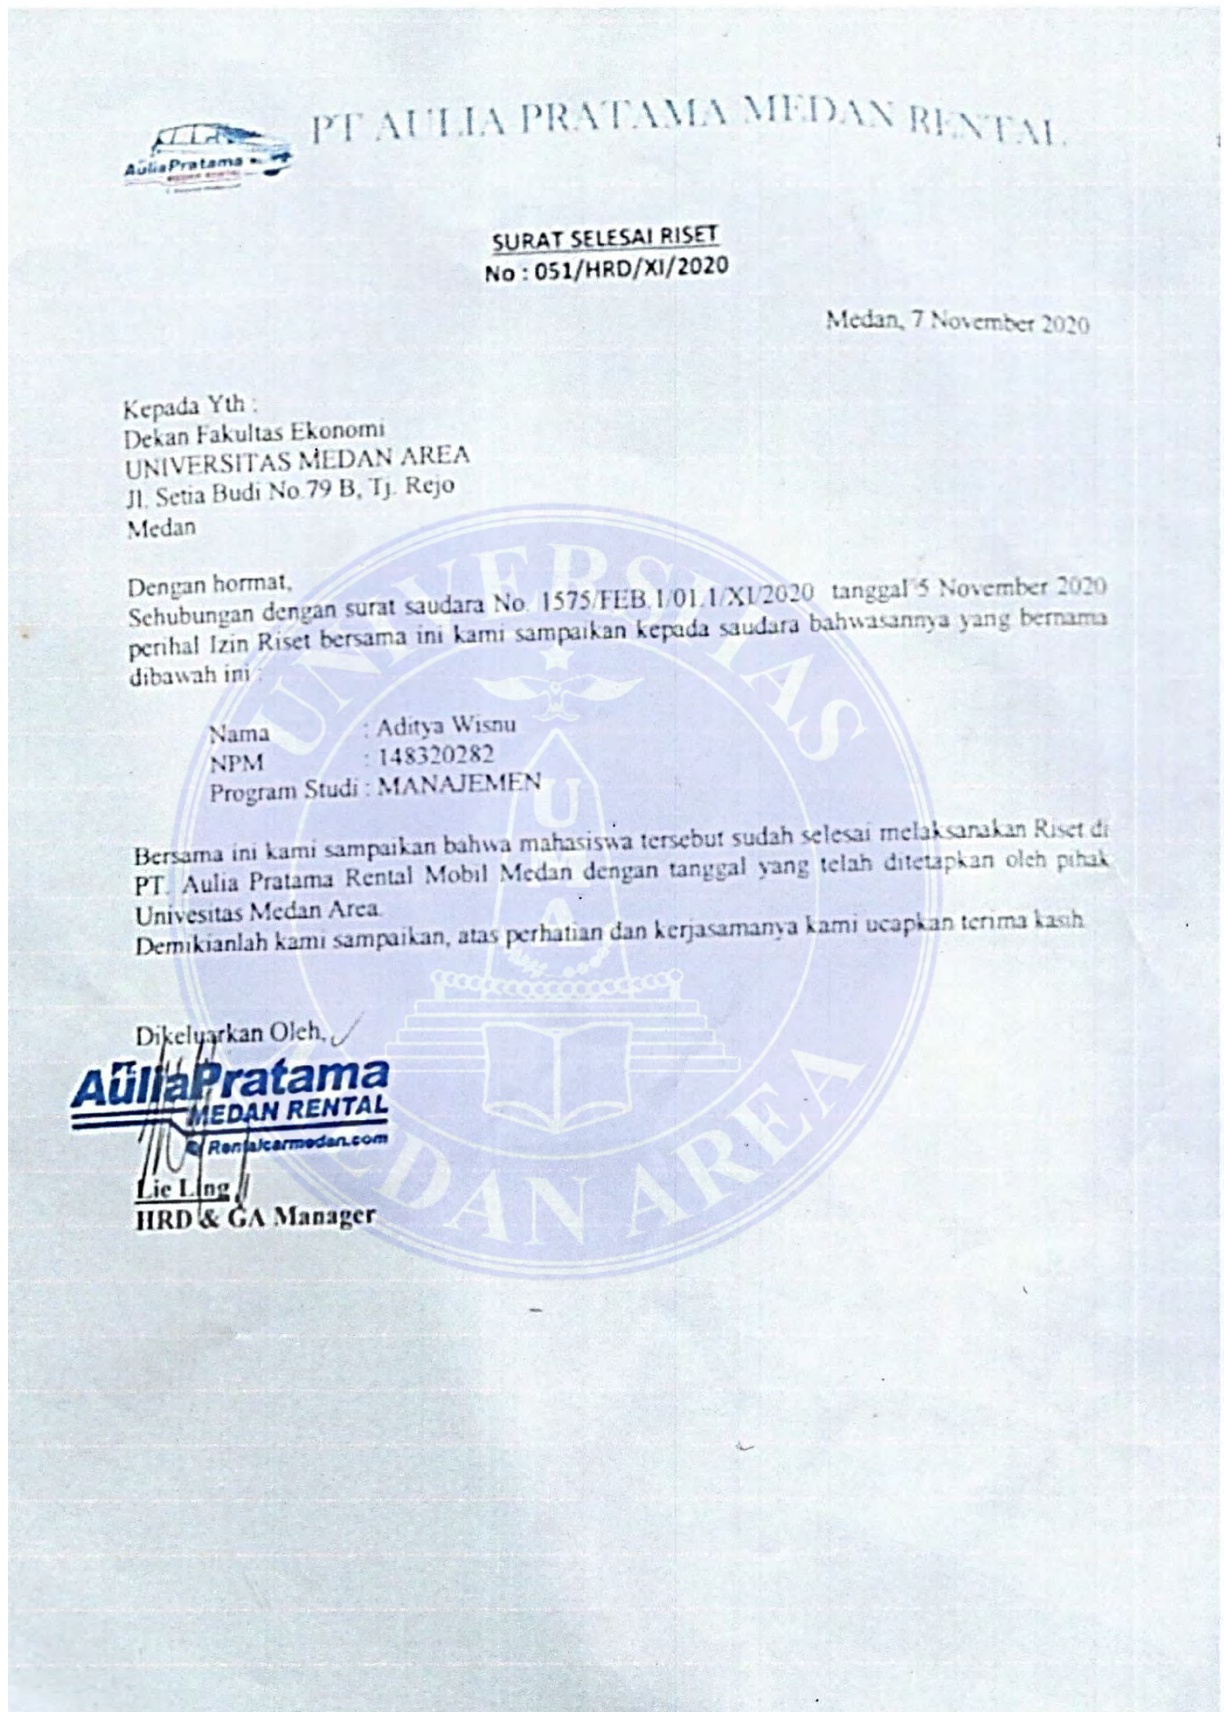 AuliaPratama
PT AULIA PRATAMA MEDAN RENTAL
SURAT SELESAI RISET
No : 051/HRD/XI/2020
Medan, 7 November 2020
Kepada Yth :
Dekan Fakultas Ekonomi
UNIVERSITAS MEDAN AREA
Jl. Setia Budi No.79 B, Tj. Rejo
Medan
Dengan hormat,
Sehubungan dengan surat saudara No. 1575/FEB.1/01.1/XI/2020 tanggal 5 November 2020
perihal Izin Riset bersama ini kami sampaikan kepada saudara bahwasannya yang bernama
dibawah ini :
Nama : Aditya Wisnu
NPM : 148320282
Program Studi : MANAJEMEN
Bersama ini kami sampaikan bahwa mahasiswa tersebut sudah selesai melaksanakan Riset di
PT. Aulia Pratama Rental Mobil Medan dengan tanggal yang telah ditetapkan oleh pihak
Univesitas Medan Area.
Demikianlah kami sampaikan, atas perhatian dan kerjasamanya kami ucapkan terima kasih.
Dikeluarkan Oleh,
AuliaPratama
MEDAN RENTAL
Rentalcarmedan.com
Lie Ling
HRD & GA Manager
UNIVERSITAS MEDAN AREA
UMA